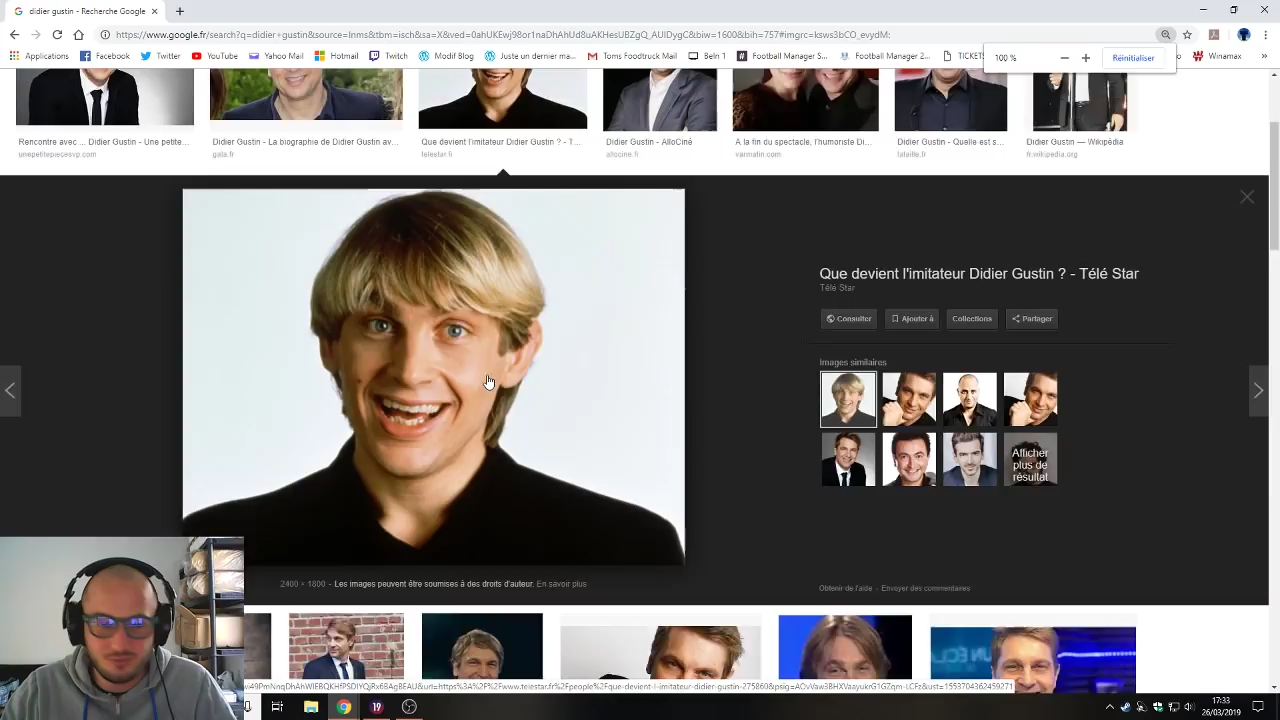 didier gustin - Recherche Google
https://www.google.fr/search?q=didier+gustin&source=lnms&tbm=isch&sa=X&ved=0ahUKEwj98or1naDhAhUd8uAKHesUBZgQ_AUIDygC&biw=1600&bih=757#imgrc=ksws3bCO_evydM:
Applications Facebook Twitter YouTube Yahoo Mail Hotmail Twitch Modl Blog Juste un dernier ma... Toms Foodtruck Mail BeIn 1 Football Manager S... Football Manager 2... TICKET Winamax
100 % Réinitialiser
Rencontre avec ... Didier Gustin - Une petite... Didier Gustin - La biographie de Didier Gustin av... Que devient l'imitateur Didier Gustin ? - T... Didier Gustin - AlloCiné A la fin du spectacle, l'humoriste Di... Didier Gustin - Quelle est s... Didier Gustin — Wikipédia
unepetitepiecesvp.com gala.fr telestar.fr allocine.fr varmatin.com lataille.fr fr.wikipedia.org
Que devient l'imitateur Didier Gustin ? - Télé Star
Télé Star
Consulter Ajouter à Collections Partager
Images similaires
Afficher
plus de
résultat
2400 × 1800 - Les images peuvent être soumises à des droits d'auteur. En savoir plus
Obtenir de l'aide - Envoyer des commentaires
17:33
26/03/2019